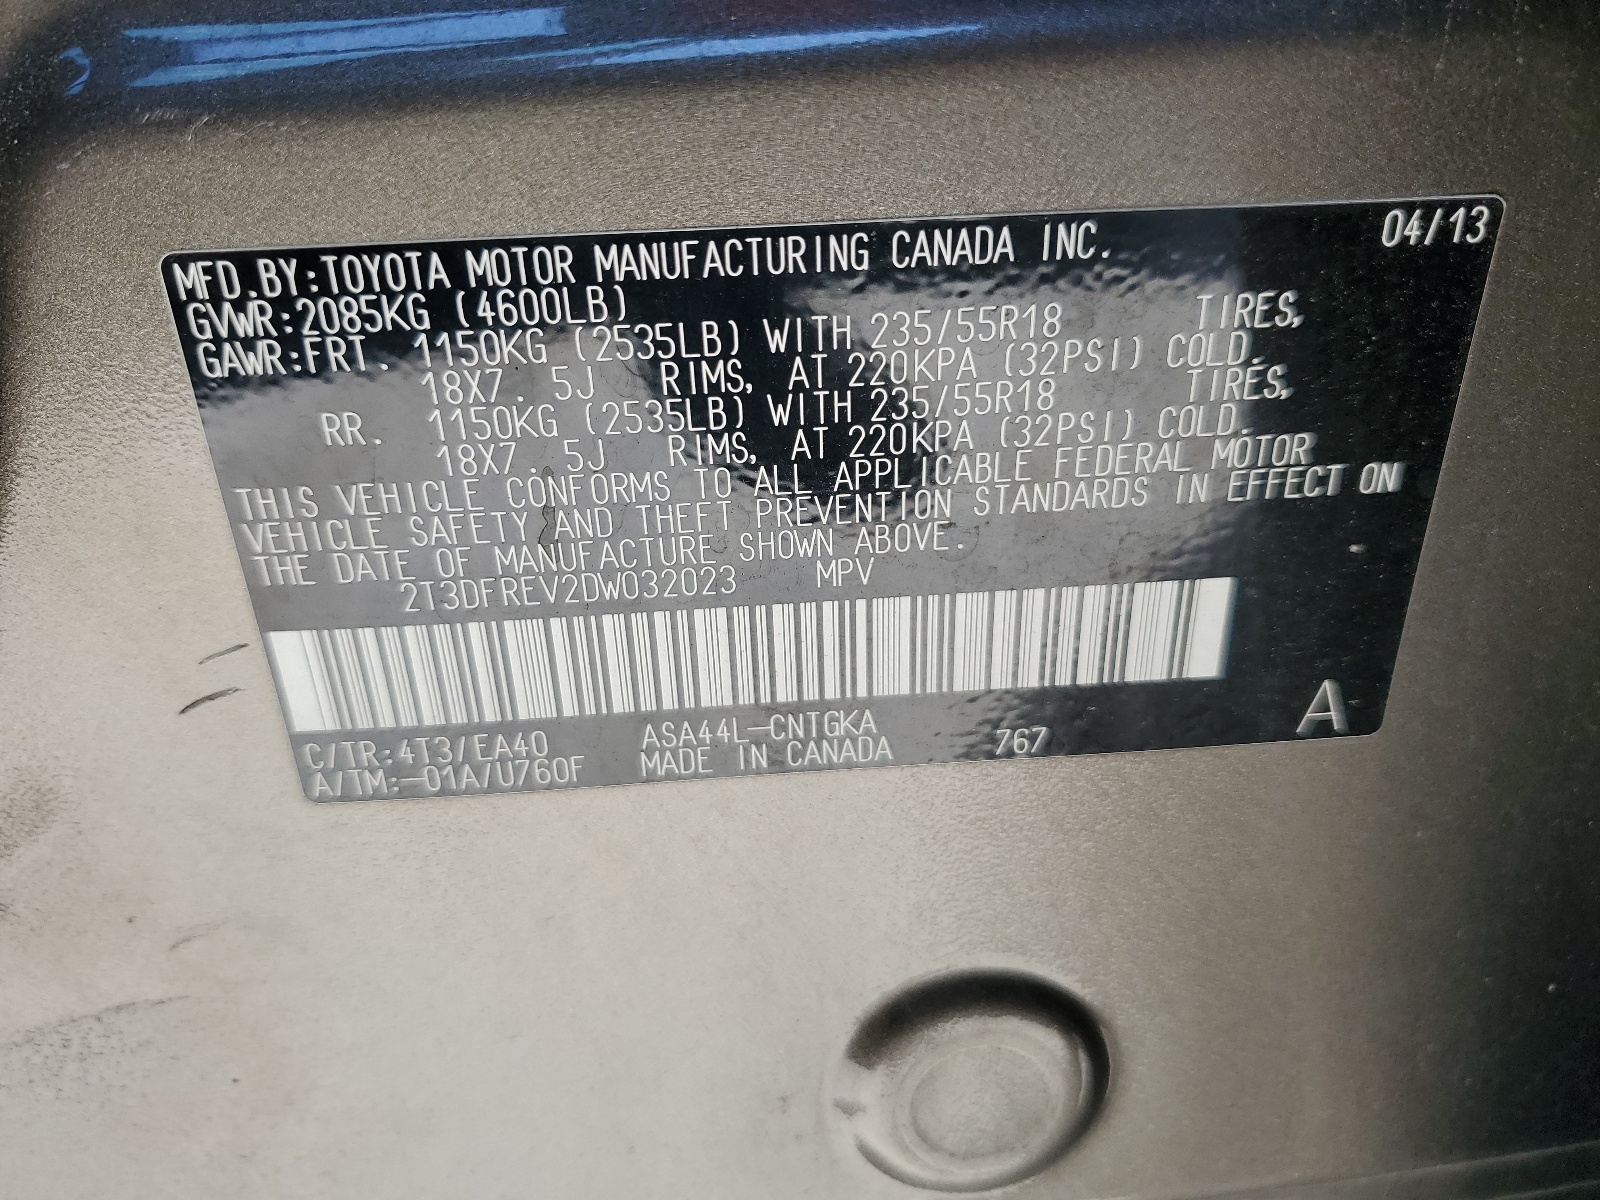 MFD.BY:TOYOTA MOTOR MANUFACTURING CANADA INC. 04/13
GVWR:2085KG (4600LB)
GAWR:FRT. 1150KG (2535LB) WITH 235/55R18 TIRES,
18X7.5J RIMS, AT 220KPA (32PSI) COLD.
RR. 1150KG (2535LB) WITH 235/55R18 TIRES,
18X7.5J RIMS, AT 220KPA (32PSI) COLD.
THIS VEHICLE CONFORMS TO ALL APPLICABLE FEDERAL MOTOR
VEHICLE SAFETY AND THEFT PREVENTION STANDARDS IN EFFECT ON
THE DATE OF MANUFACTURE SHOWN ABOVE.
2T3DFREV2DW032023 MPV
C/TR:4T3/EA40 ASA44L-CNTGKA 767 A
A/TM:-01A/U760F MADE IN CANADA